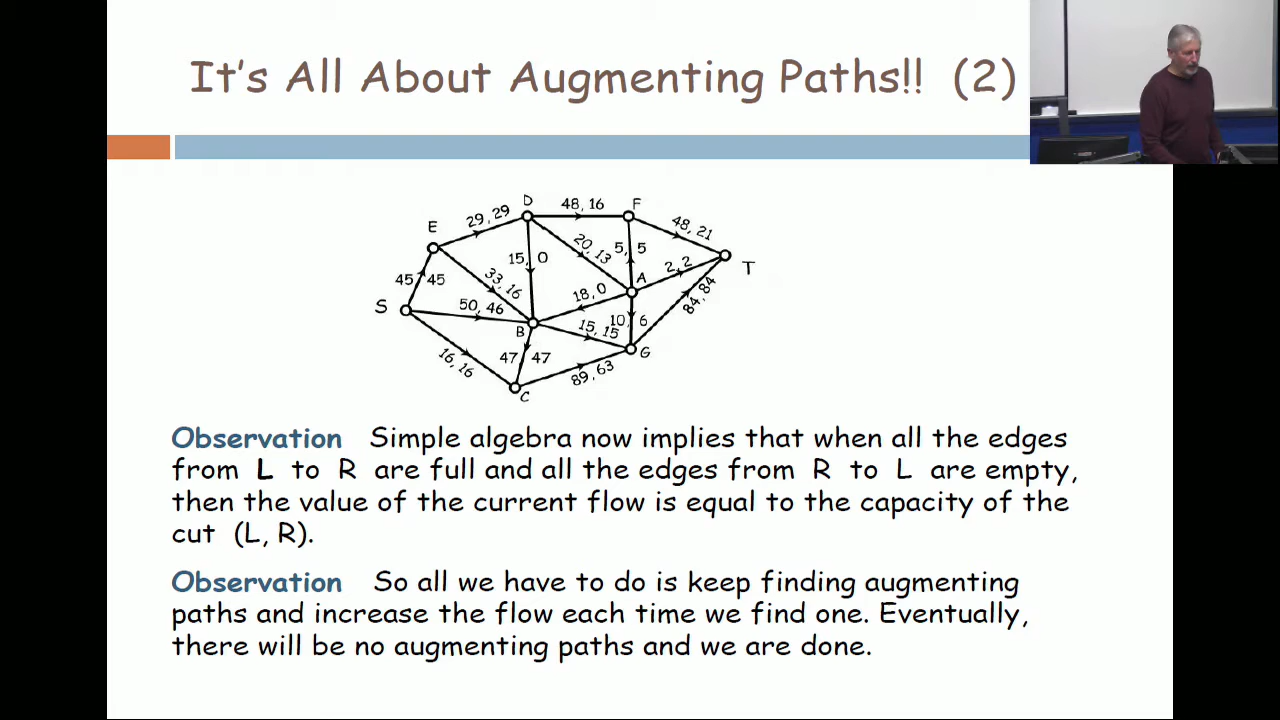 It's All About Augmenting Paths!! (2)
D
48, 16
F
E
29, 29
48, 21
20, 13
5, 5
15, 0
T
A
2, 2
45 45
33, 16
18, 0
84, 84
S
50, 46
B
15, 15
10, 6
G
16, 16
47 47
89, 63
C
Observation Simple algebra now implies that when all the edges
from L to R are full and all the edges from R to L are empty,
then the value of the current flow is equal to the capacity of the
cut (L, R).
Observation So all we have to do is keep finding augmenting
paths and increase the flow each time we find one. Eventually,
there will be no augmenting paths and we are done.